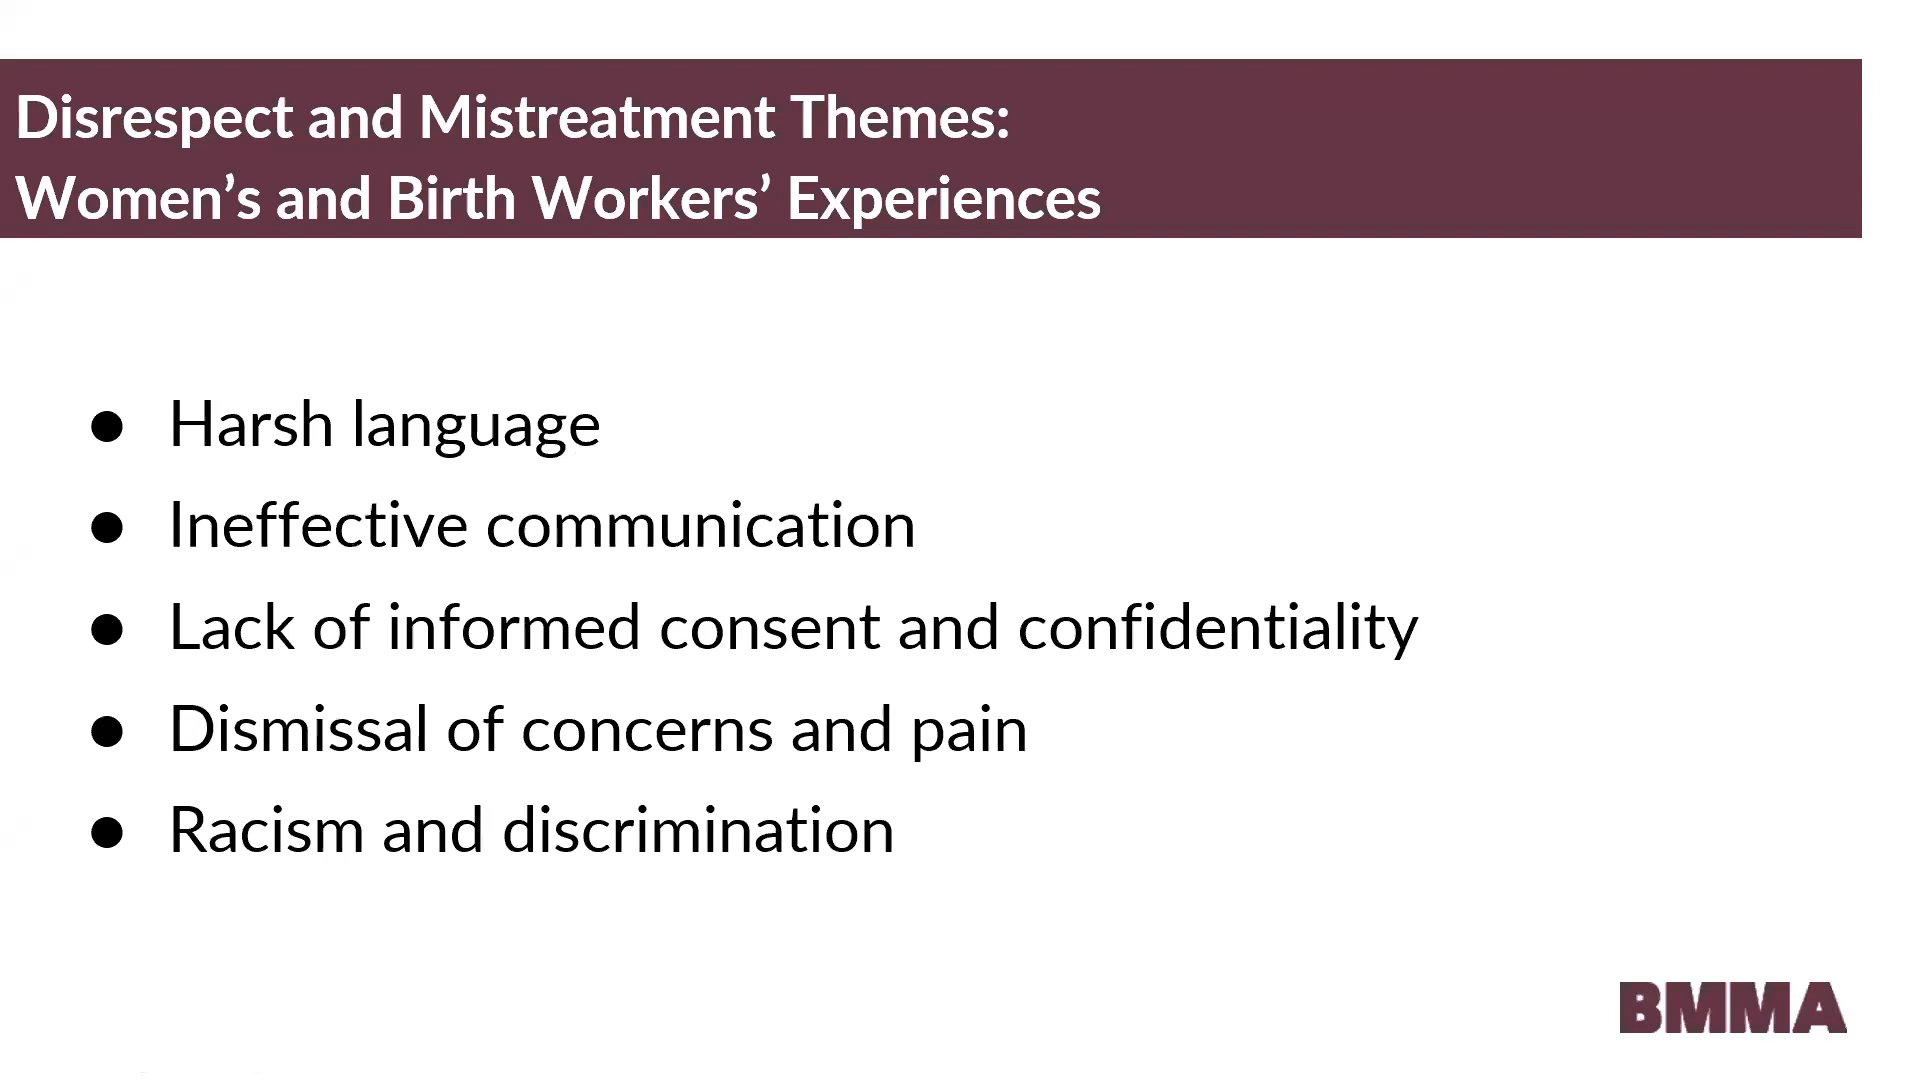 Disrespect and Mistreatment Themes:
Women’s and Birth Workers’ Experiences
● Harsh language
● Ineffective communication
● Lack of informed consent and confidentiality
● Dismissal of concerns and pain
● Racism and discrimination
BMMA